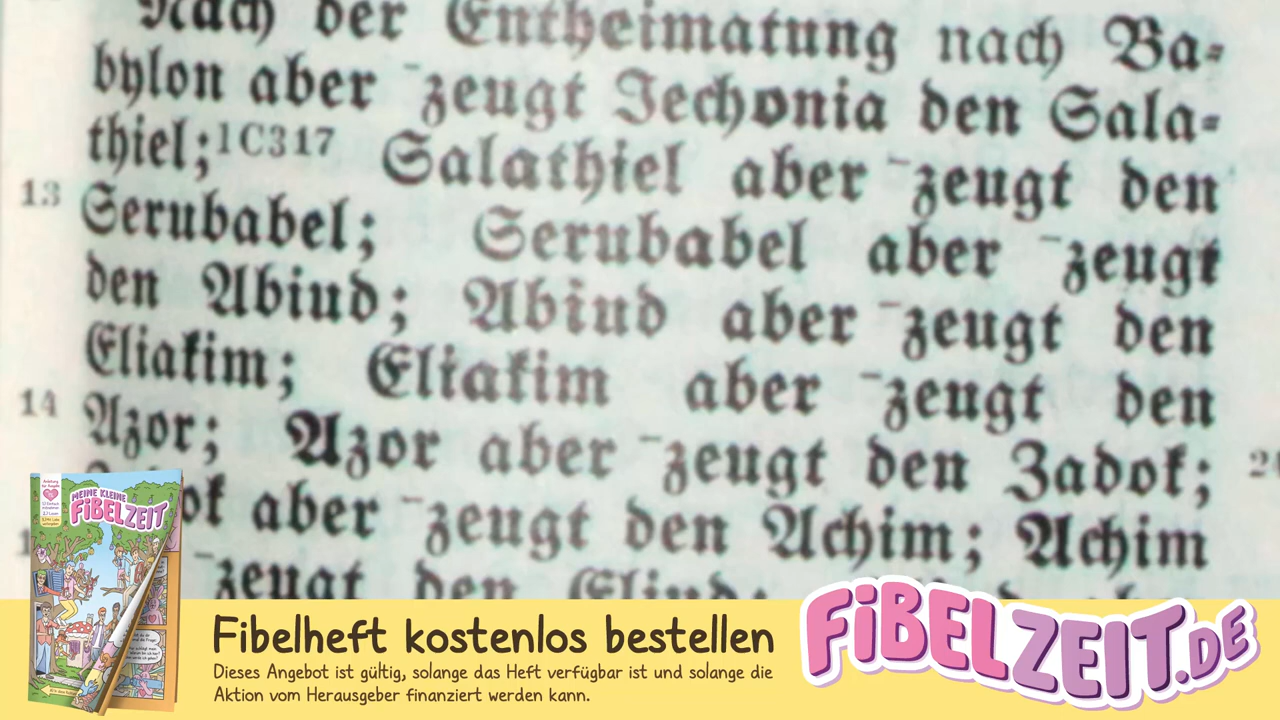 Nach der Entheimatung nach Ba=
bylon aber ‾zeugt Jechonia den Sala=
thiel; 1C317 Salathiel aber ‾zeugt den
13 Serubabel; Serubabel aber ‾zeugt
den Abiud; Abiud aber ‾zeugt den
Eliakim; Eliakim aber ‾zeugt den
14 Azor; Azor aber ‾zeugt den Zadok;
aber ‾zeugt den Achim; Achim
‾zeugt den
MEINE KLEINE
FiBELZEIT
Fibelheft kostenlos bestellen
Dieses Angebot ist gültig, solange das Heft verfügbar ist und solange die
Aktion vom Herausgeber finanziert werden kann.
FiBELZEIT.DE